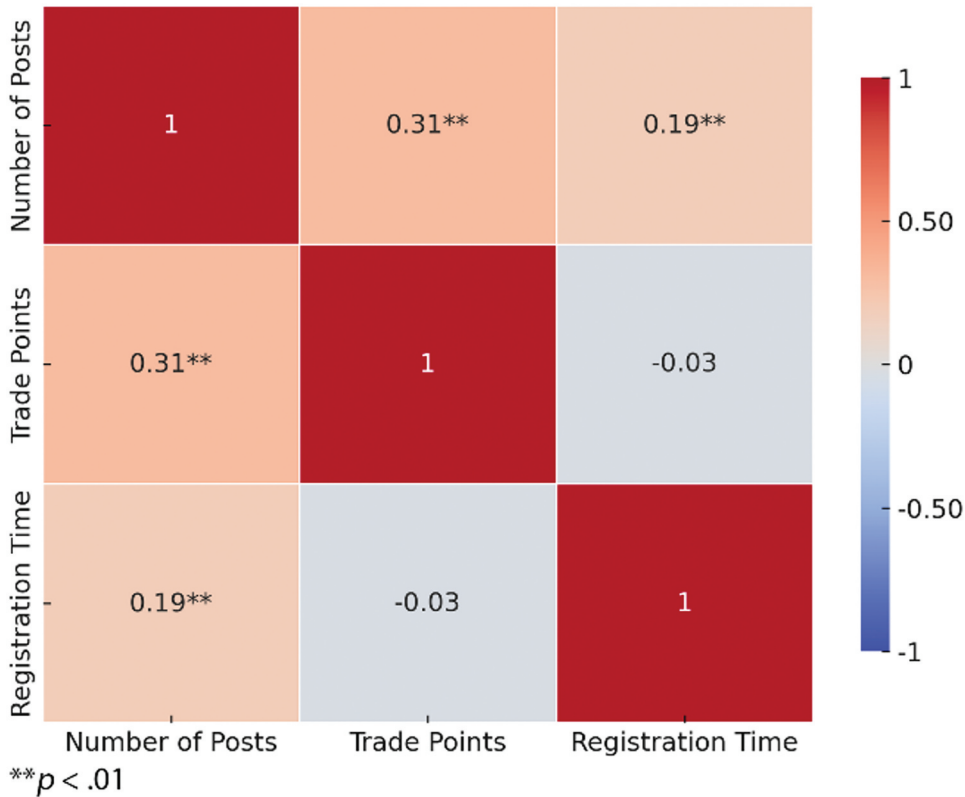 Number of Posts
1
0.31**
0.19**
Trade Points
0.31**
1
-0.03
Registration Time
0.19**
-0.03
1
Number of Posts
Trade Points
Registration Time
1
0.50
0
-0.50
-1
**p < .01